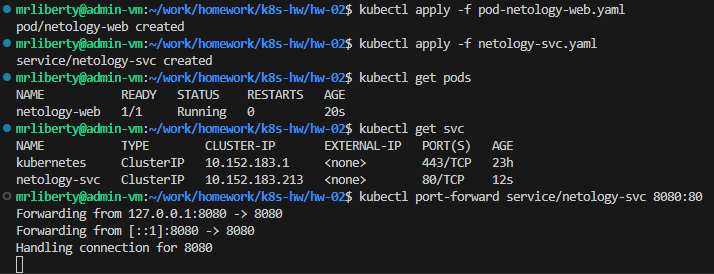 mrliberty@admin-vm:~/work/homework/k8s-hw/hw-02$ kubectl apply -f pod-netology-web.yaml
pod/netology-web created
mrliberty@admin-vm:~/work/homework/k8s-hw/hw-02$ kubectl apply -f netology-svc.yaml
service/netology-svc created
mrliberty@admin-vm:~/work/homework/k8s-hw/hw-02$ kubectl get pods
NAME           READY   STATUS    RESTARTS   AGE
netology-web   1/1     Running   0          20s
mrliberty@admin-vm:~/work/homework/k8s-hw/hw-02$ kubectl get svc
NAME           TYPE        CLUSTER-IP       EXTERNAL-IP   PORT(S)   AGE
kubernetes     ClusterIP   10.152.183.1     <none>        443/TCP   23h
netology-svc   ClusterIP   10.152.183.213   <none>        80/TCP    12s
mrliberty@admin-vm:~/work/homework/k8s-hw/hw-02$ kubectl port-forward service/netology-svc 8080:80
Forwarding from 127.0.0.1:8080 -> 8080
Forwarding from [::1]:8080 -> 8080
Handling connection for 8080